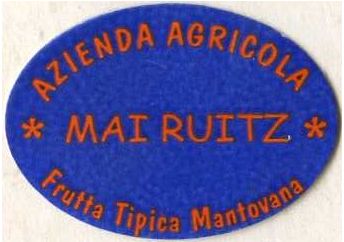 AZIENDA AGRICOLA
* MAI RUITZ *
Frutta Tipica Mantovana